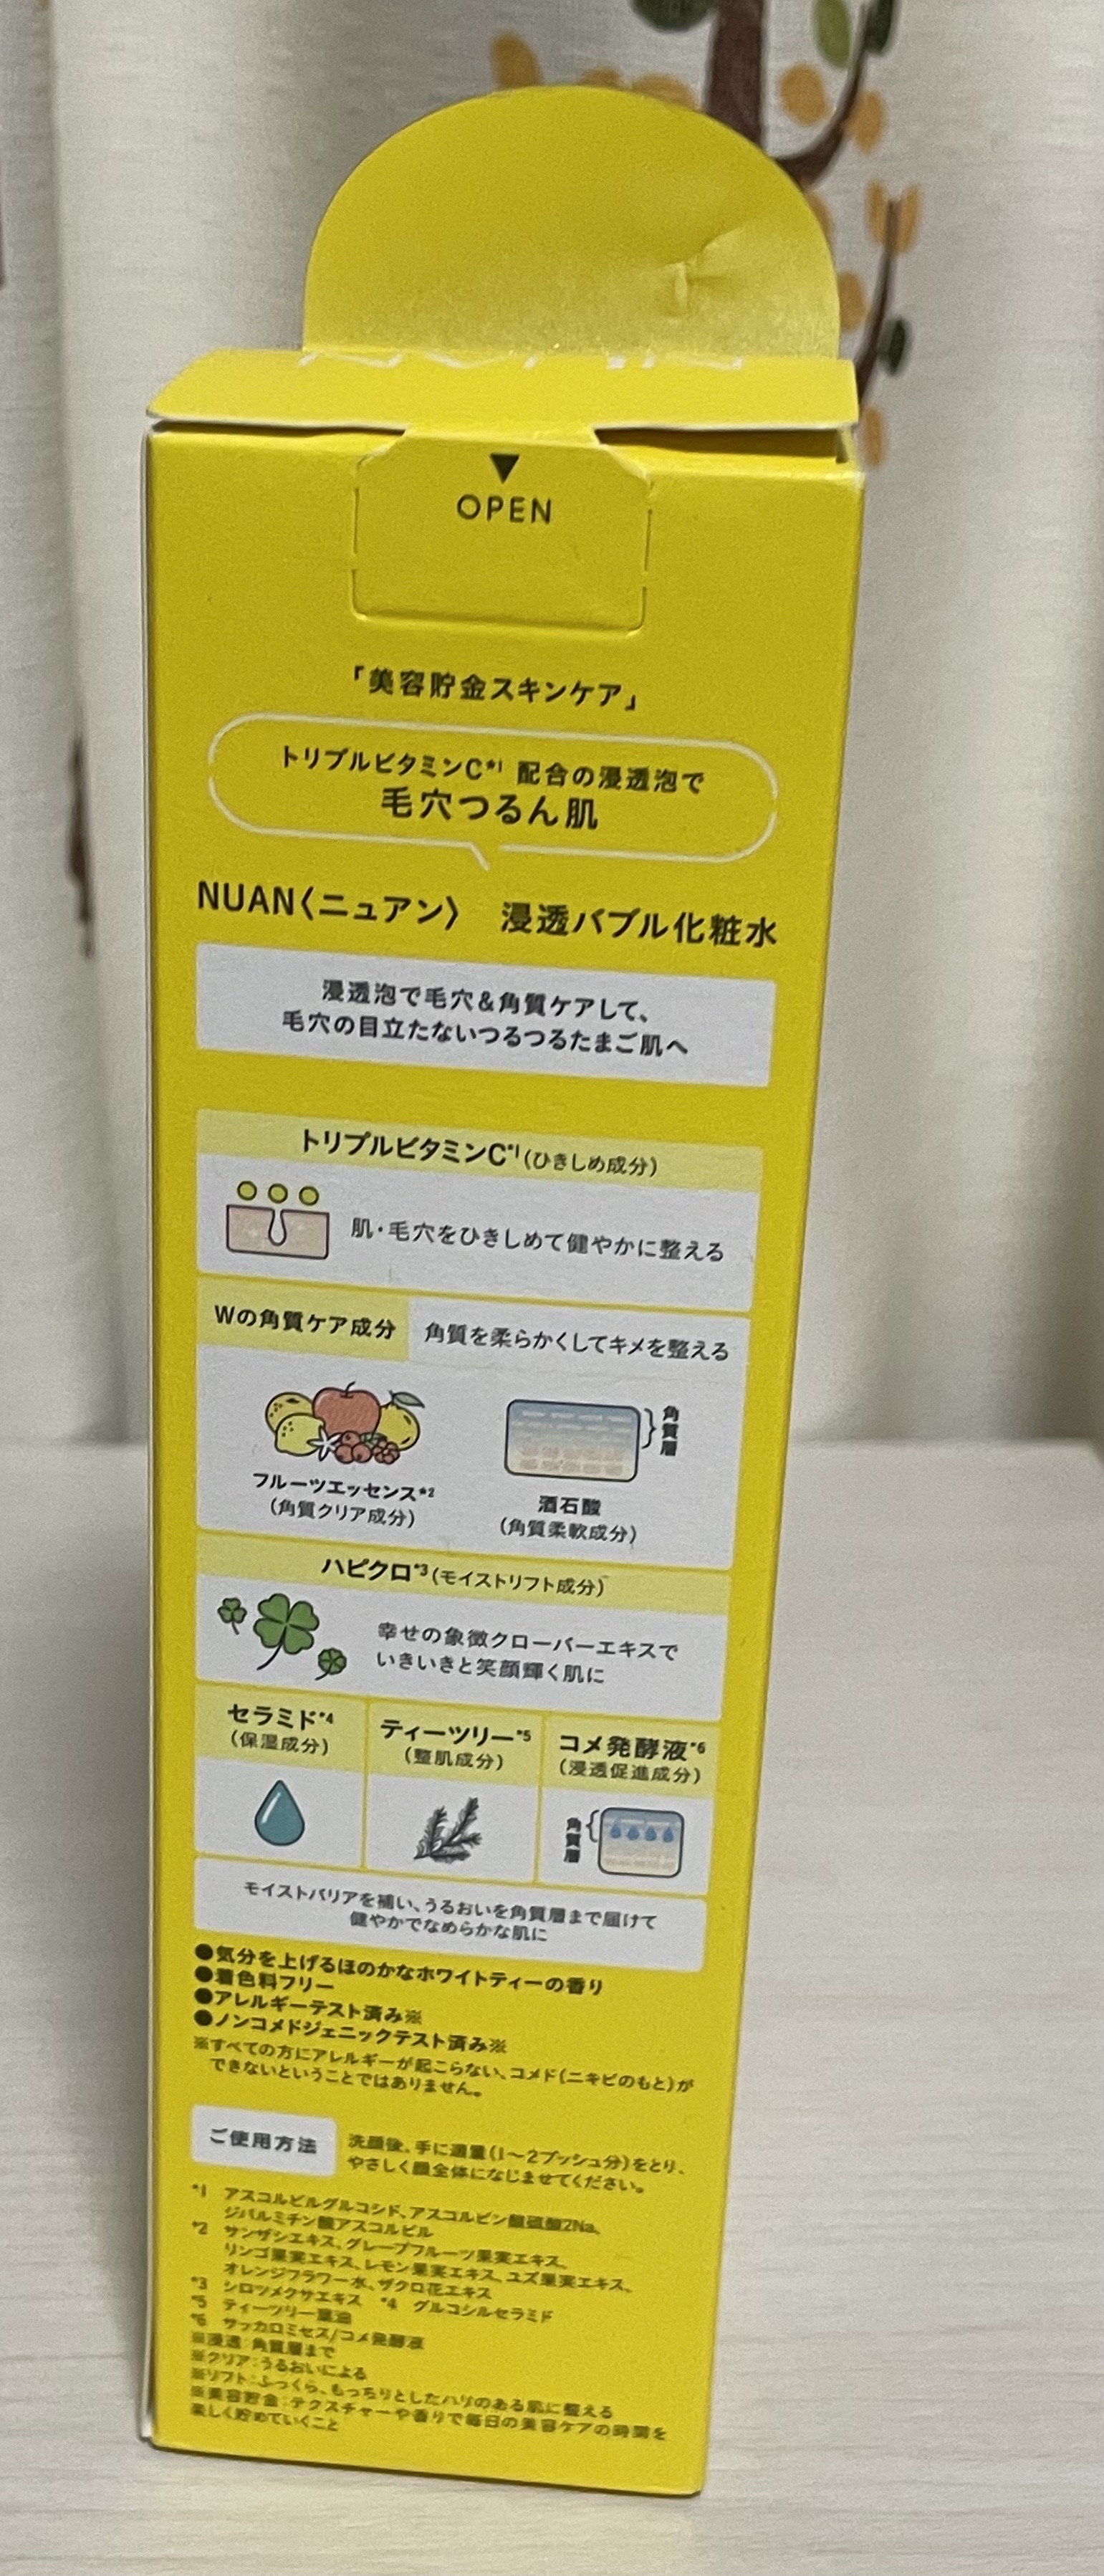 OPEN
「美容貯金スキンケア」
トリプルビタミンC*1 配合の浸透泡で
毛穴つるん肌
NUAN〈ニュアン〉 浸透バブル化粧水
浸透泡で毛穴&角質ケアして、
毛穴の目立たないつるつるたまご肌へ
トリプルビタミンC*1(ひきしめ成分)
肌・毛穴をひきしめて健やかに整える
Wの角質ケア成分 角質を柔らかくしてキメを整える
角質層
フルーツエッセンス*2
(角質クリア成分)
酒石酸
(角質柔軟成分)
ハピクロ*3(モイストリフト成分)
幸せの象徴クローバーエキスで
いきいきと笑顔輝く肌に
セラミド*4
(保湿成分)
ティーツリー*5
(整肌成分)
コメ発酵液*6
(浸透促進成分)
角質層
モイストバリアを補い、うるおいを角質層まで届けて
健やかでなめらかな肌に
●気分を上げるほのかなホワイトティーの香り
●着色料フリー
●アレルギーテスト済み※
●ノンコメドジェニックテスト済み※
※すべての方にアレルギーが起こらない、コメド(ニキビのもと)が
できないということではありません。
ご使用方法
洗顔後、手に適量(1~2プッシュ分)をとり、
やさしく顔全体になじませてください。
*1 アスコルビルグルコシド、アスコルビン酸硫酸2Na、
ジパルミチン酸アスコルビル
*2 サンザシエキス、グレープフルーツ果実エキス、
リンゴ果実エキス、レモン果実エキス、ユズ果実エキス、
オレンジフラワー水、ザクロ花エキス
*3 シロツメクサエキス *4 グルコシルセラミド
*5 ティーツリー葉油
*6 サッカロミセス/コメ発酵液
※浸透:角質層まで
※クリア:うるおいによる
※リフト:ふっくら、もっちりとしたハリのある肌に整える
※美容貯金:テクスチャーや香りで毎日の美容ケアの時間を
楽しく貯めていくこと